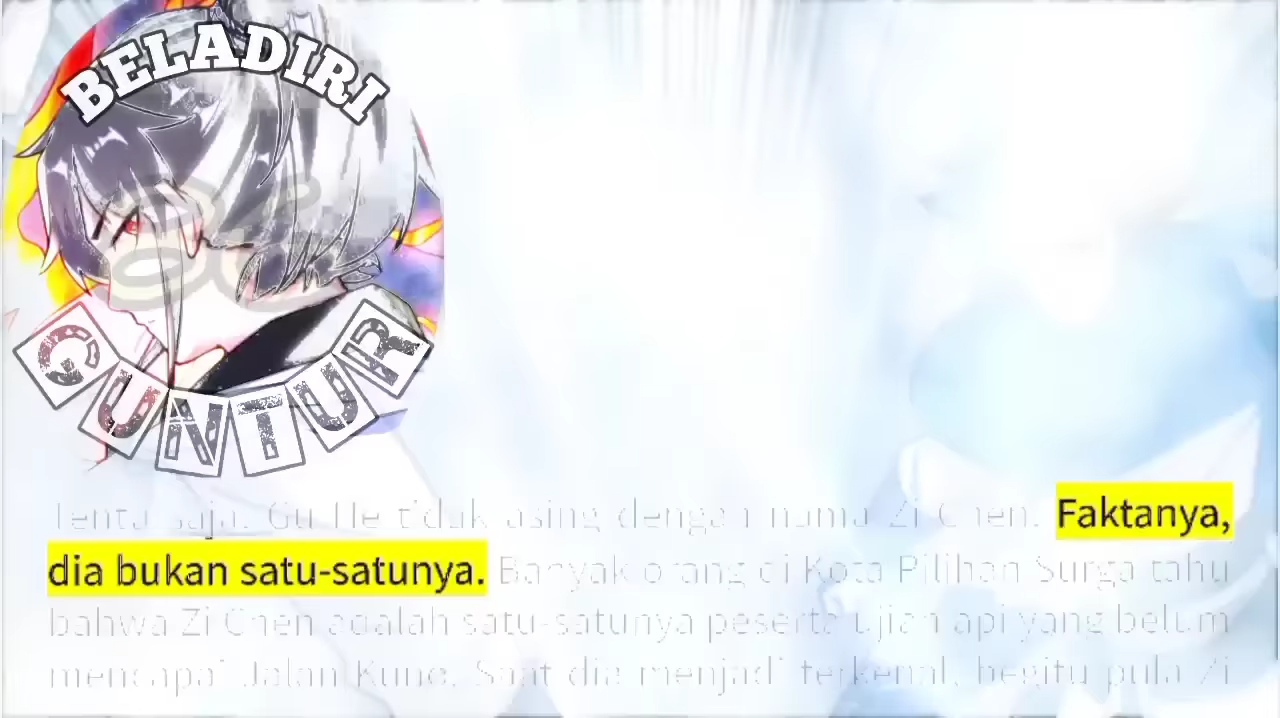 BELADIRI
GUNTUR
Tentu saja. Gu He tidak asing dengan nama Zi Chen. Faktanya,
dia bukan satu-satunya. Banyak orang di Kota Pilihan Surga tahu
bahwa Zi Chen adalah satu-satunya peserta ujian api yang belum
mencapai Jalan Kuno. Saat dia menjadi terkenal, begitu pula Zi